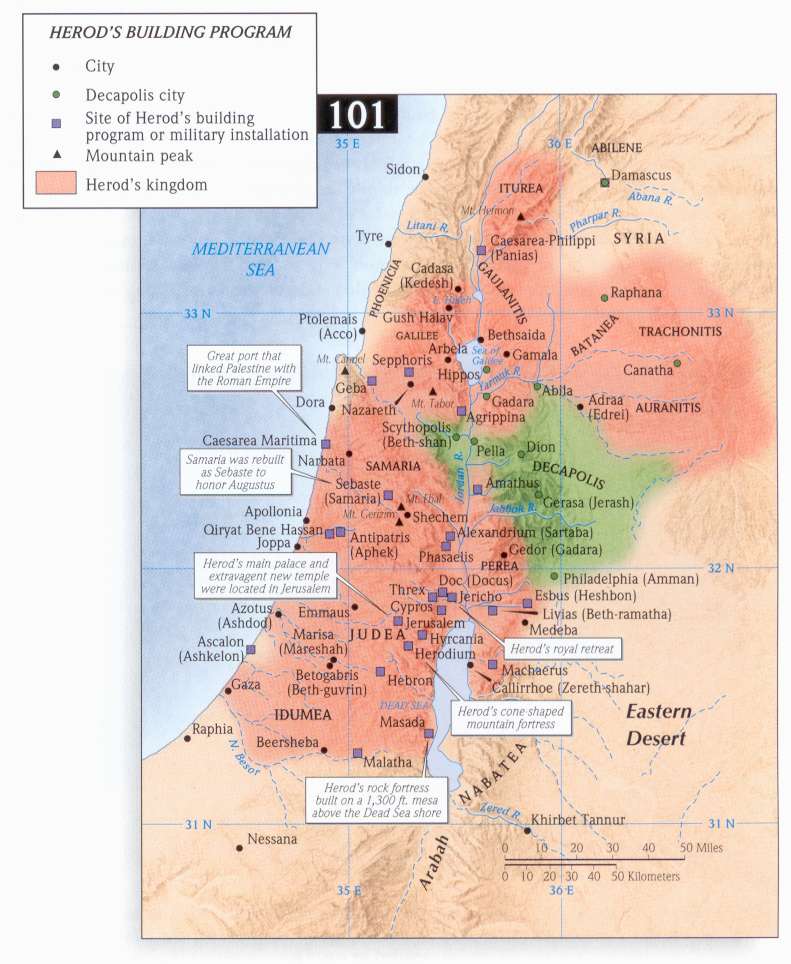 HEROD'S BUILDING PROGRAM
City
Decapolis city
Site of Herod's building
program or military installation
Mountain peak
Herod's kingdom
101
35 E
36 E
ABILENE
Damascus
Abana R.
Sidon
ITUREA
Mt. Hermon
Litani R.
Pharpar R.
SYRIA
Tyre
Caesarea-Philippi
(Panias)
MEDITERRANEAN
SEA
PHOENICIA
Cadasa
(Kedesh)
GAULANITIS
L. Huleh
Raphana
33 N
33 N
Gush Halav
Ptolemais
(Acco)
GALILEE
Bethsaida
BATANEA
TRACHONITIS
Arbela
Sea of
Galilee
Gamala
Great port that
linked Palestine with
the Roman Empire
Mt. Carmel
Sepphoris
Hippos
Yarmuk R.
Canatha
Geba
Mt. Tabor
Abila
Dora
Nazareth
Gadara
Adraa
(Edrei)
AURANITIS
Agrippina
Scythopolis
(Beth-shan)
Caesarea Maritima
Pella
Dion
Narbata
SAMARIA
DECAPOLIS
Samaria was rebuilt
as Sebaste to
honor Augustus
Jordan R.
Sebaste
(Samaria)
Amathus
Mt. Ebal
Gerasa (Jerash)
Mt. Gerizim
Shechem
Jabbok R.
Apollonia
Qiryat Bene Hassan
Joppa
Antipatris
(Aphek)
Alexandrium (Sartaba)
Phasaelis
Gedor (Gadara)
PEREA
32 N
Herod's main palace and
extravagent new temple
were located in Jerusalem
Doc (Docus)
Philadelphia (Amman)
Threx
Jericho
Esbus (Heshbon)
Azotus
(Ashdod)
Emmaus
Cypros
Livias (Beth-ramatha)
Jerusalem
Medeba
Ascalon
(Ashkelon)
Marisa
(Mareshah)
JUDEA
Hyrcania
Herod's royal retreat
Herodium
Machaerus
Betogabris
(Beth-guvrin)
Hebron
Callirrhoe (Zereth-shahar)
Gaza
DEAD SEA
Herod's cone-shaped
mountain fortress
IDUMEA
Masada
Eastern
Desert
Raphia
N. Besor
Beersheba
Malatha
NABATEA
Herod's rock fortress
built on a 1,300 ft. mesa
above the Dead Sea shore
Zered R.
Khirbet Tannur
31 N
31 N
Nessana
Arabah
0 10 20 30 40 50 Miles
0 10 20 30 40 50 Kilometers
35 E
36 E